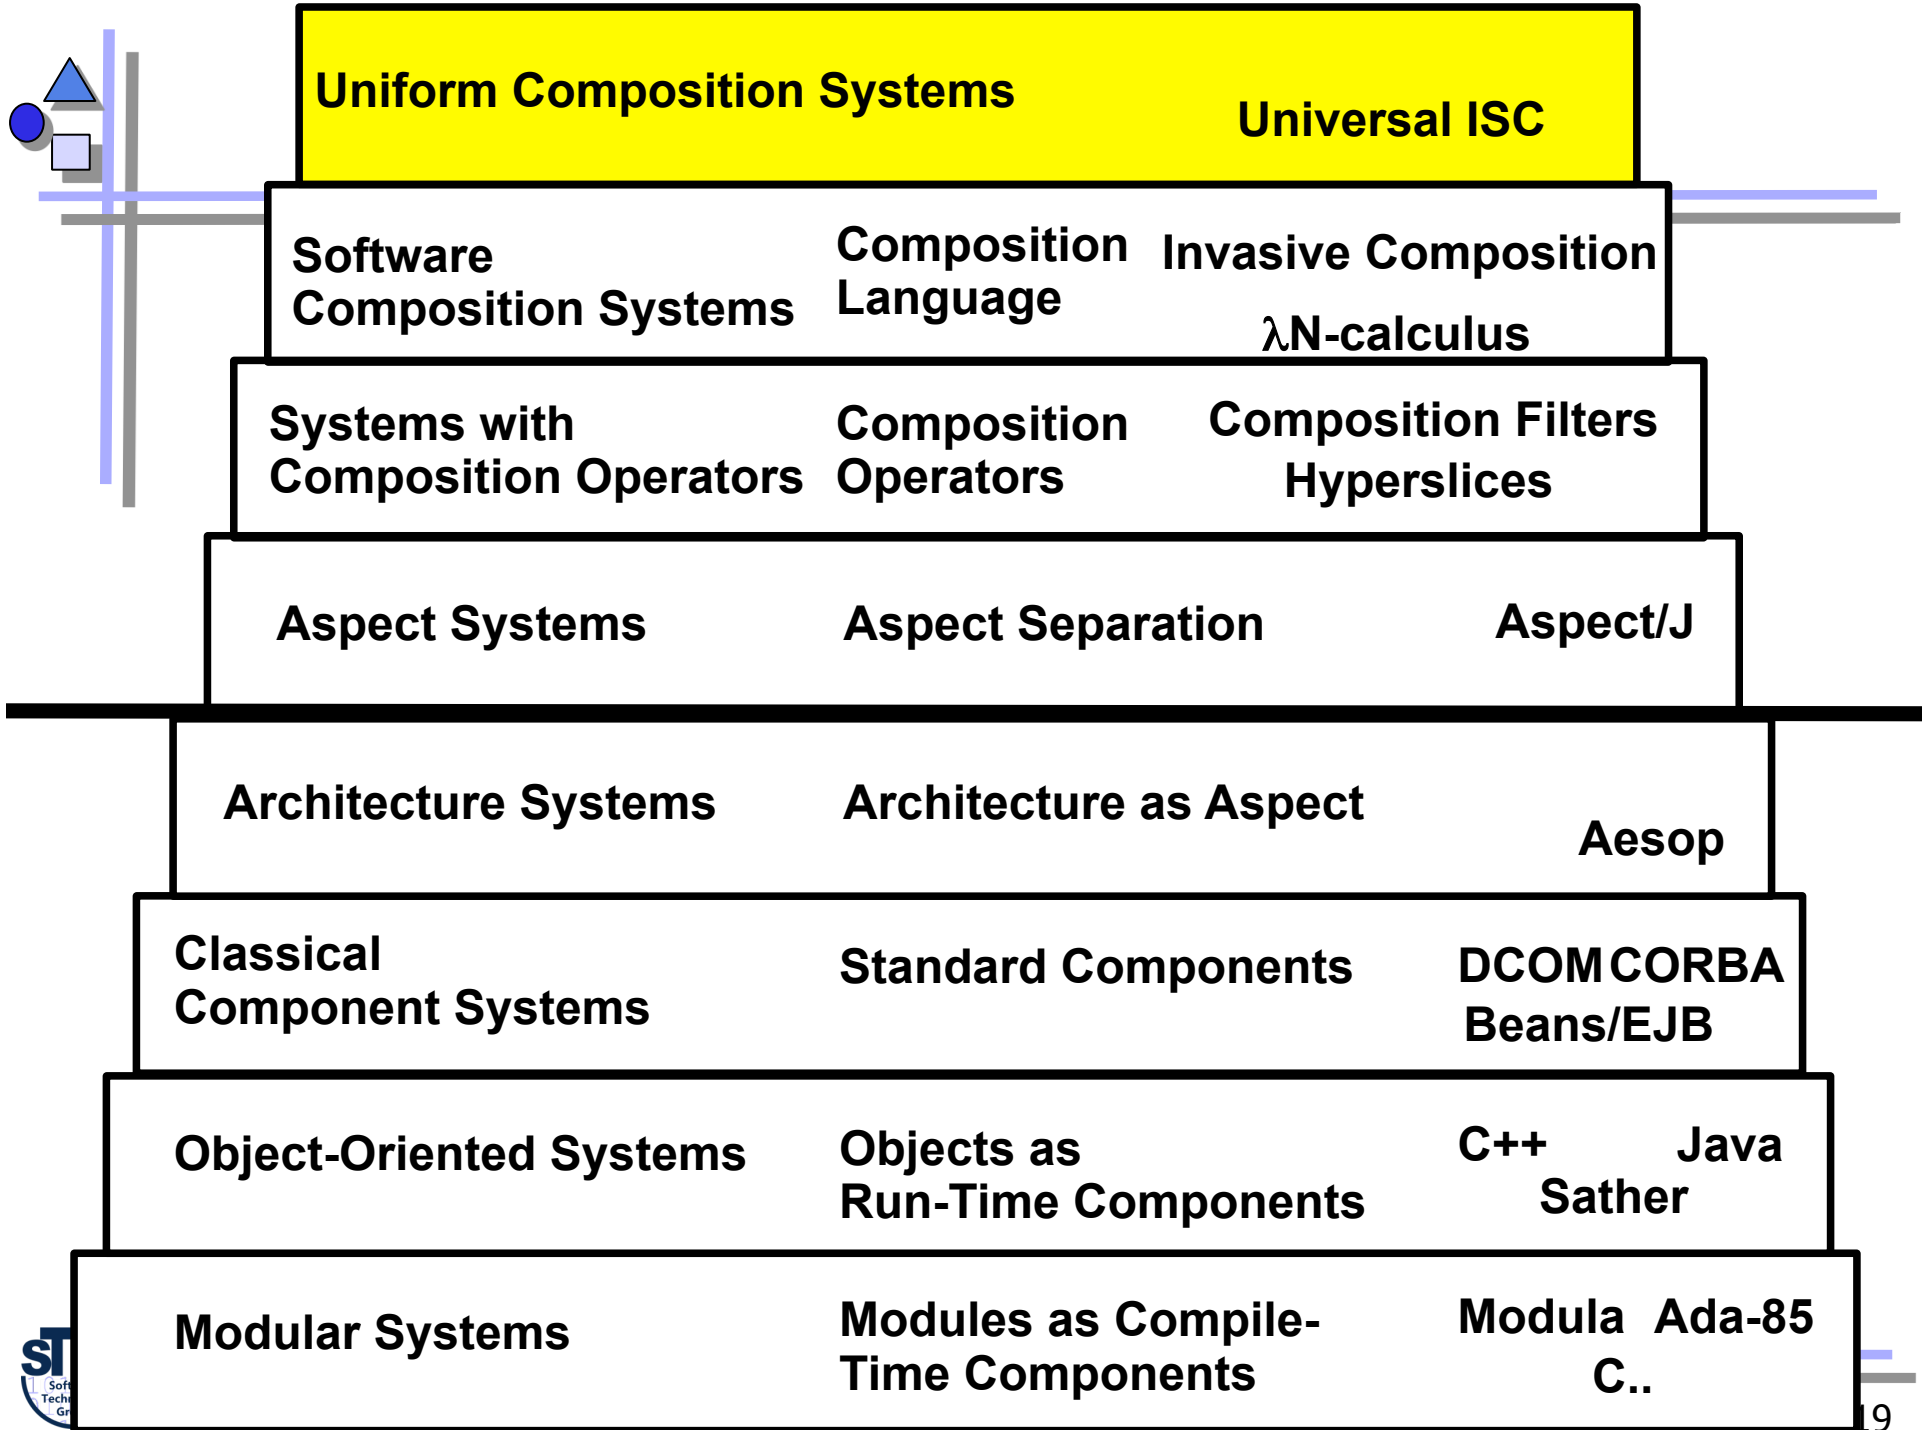 Uniform Composition Systems
Universal ISC
Software
Composition Systems
Composition
Language
Invasive Composition
λN-calculus
Systems with
Composition Operators
Composition
Operators
Composition Filters
Hyperslices
Aspect Systems
Aspect Separation
Aspect/J
Architecture Systems
Architecture as Aspect
Aesop
Classical
Component Systems
Standard Components
DCOM CORBA
Beans/EJB
Object-Oriented Systems
Objects as
Run-Time Components
C++ Java
Sather
Modular Systems
Modules as Compile-
Time Components
Modula Ada-85
C..
19